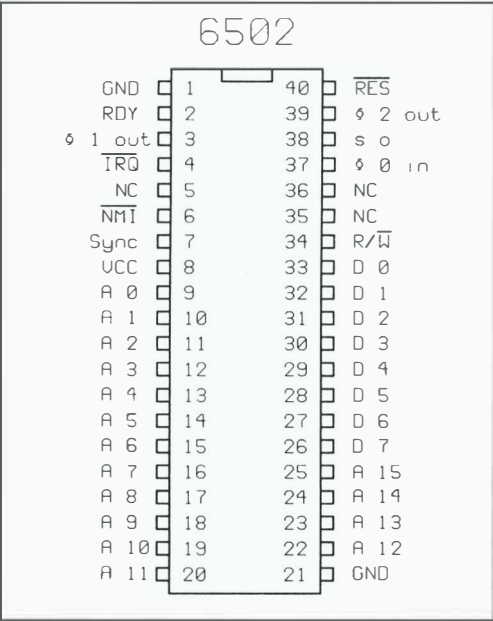 6502
GND 1 40 R̅E̅S̅
RDY 2 39 ϕ 2 out
ϕ 1 out 3 38 s o
I̅R̅Q̅ 4 37 ϕ 0 in
NC 5 36 NC
N̅M̅I̅ 6 35 NC
Sync 7 34 R/W̅
VCC 8 33 D 0
A 0 9 32 D 1
A 1 10 31 D 2
A 2 11 30 D 3
A 3 12 29 D 4
A 4 13 28 D 5
A 5 14 27 D 6
A 6 15 26 D 7
A 7 16 25 A 15
A 8 17 24 A 14
A 9 18 23 A 13
A 10 19 22 A 12
A 11 20 21 GND